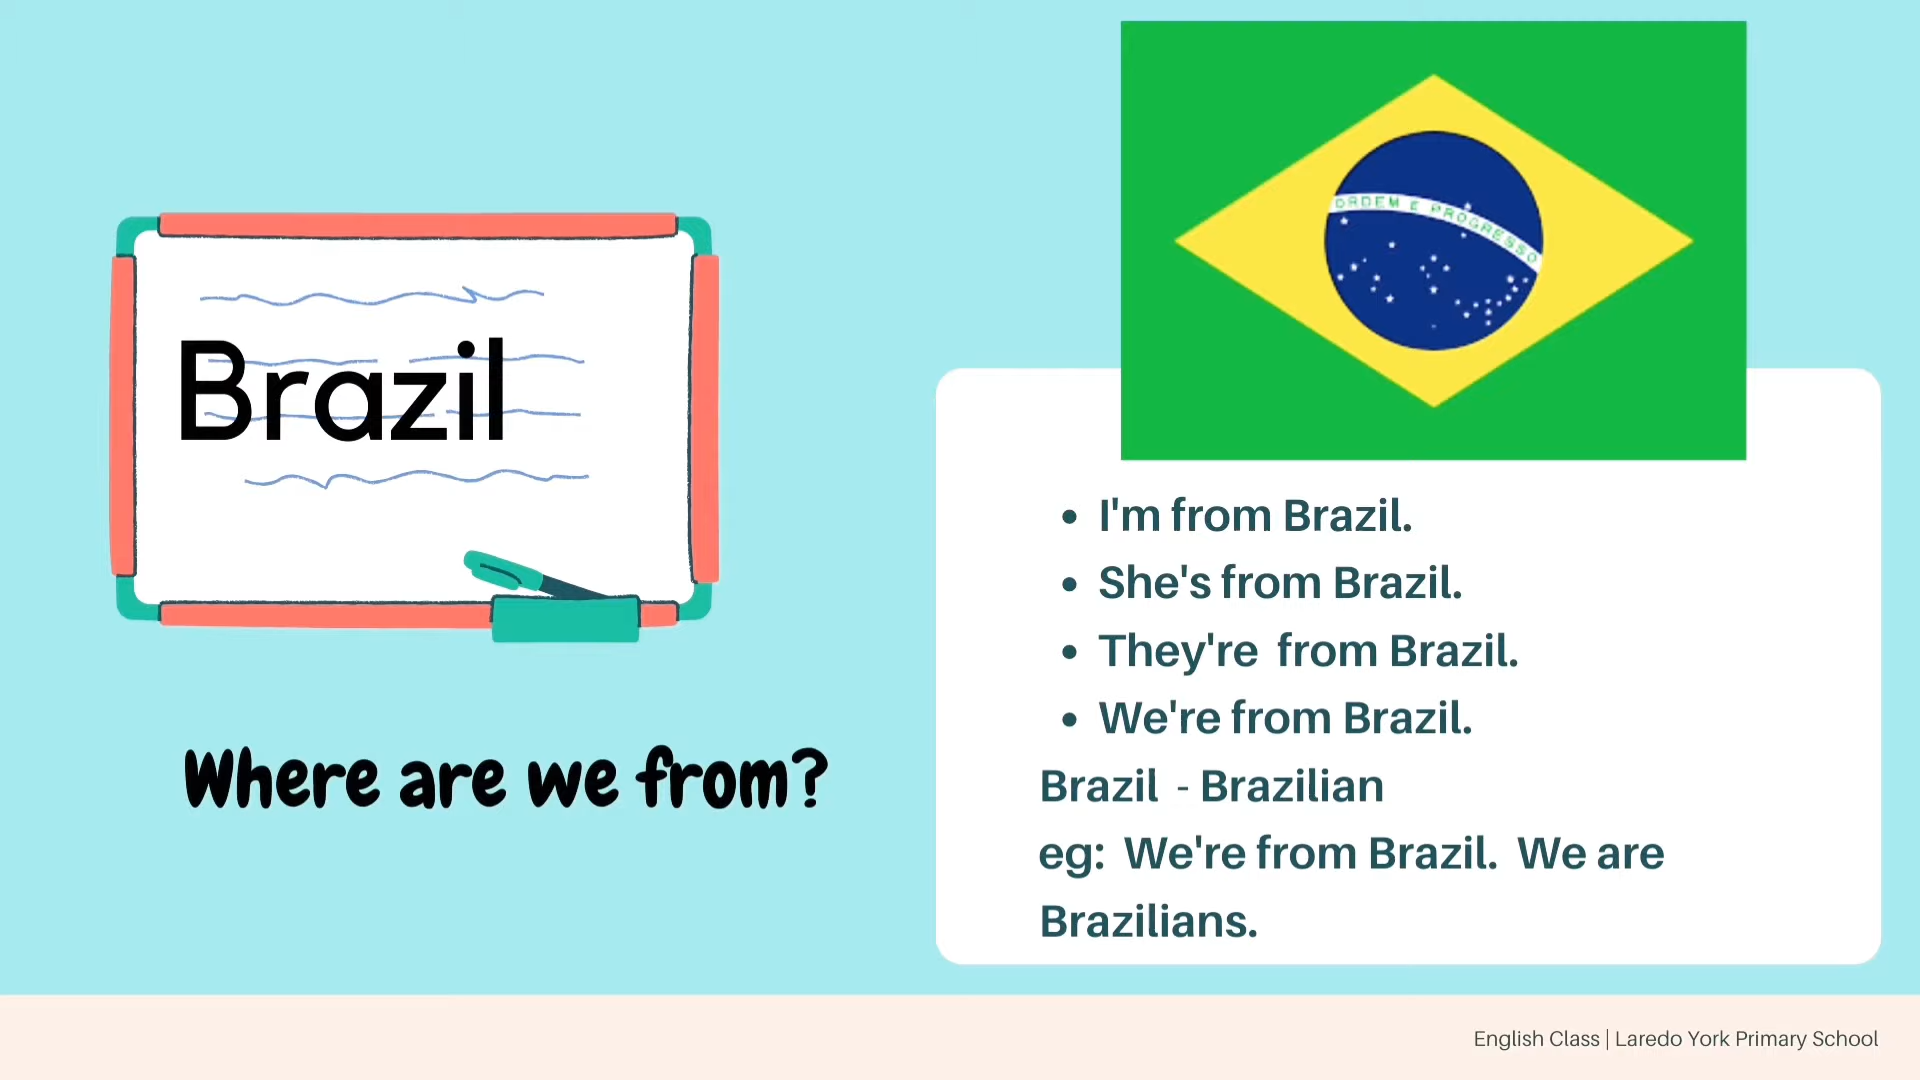 ORDEM E PROGRESSO
Brazil
Where are we from?
• I'm from Brazil.
• She's from Brazil.
• They're  from Brazil.
• We're from Brazil.
Brazil  - Brazilian
eg:  We're from Brazil.  We are
Brazilians.
English Class | Laredo York Primary School